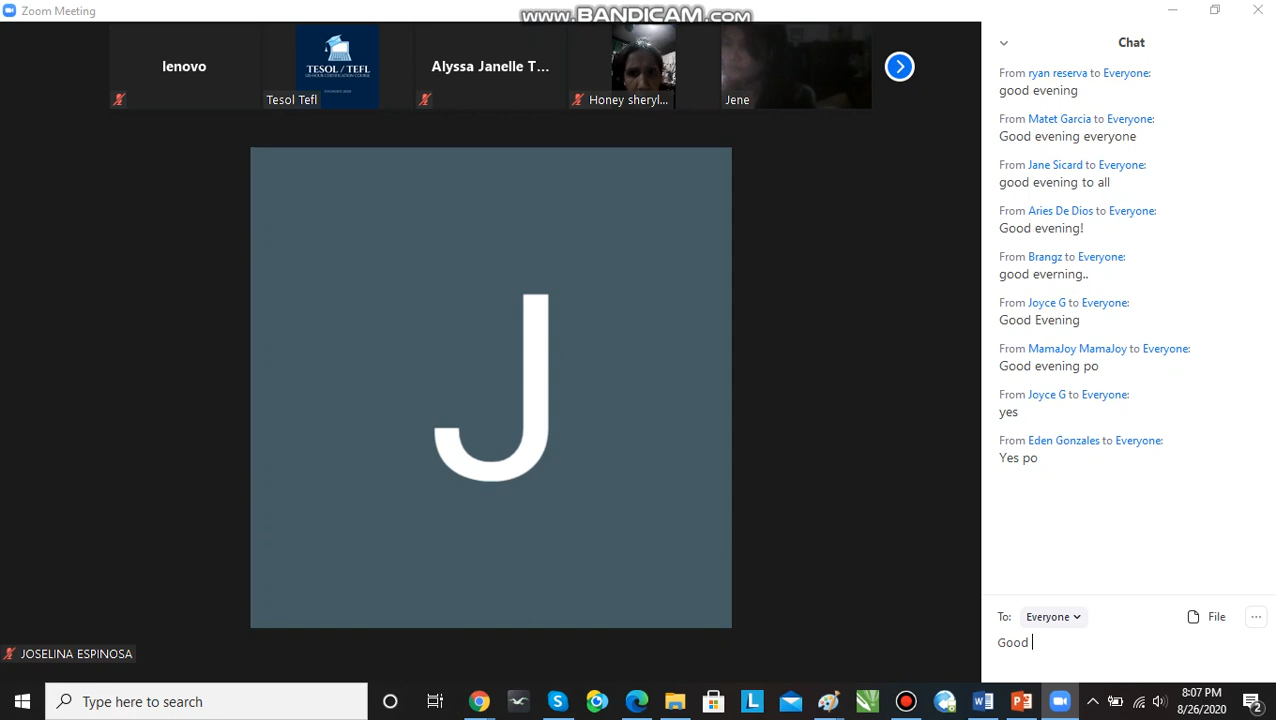 Zoom Meeting
www.BANDICAM.com
lenovo
TESOL / TEFL
Tesol Tefl
Alyssa Janelle T...
Honey sheryl...
Jene
J
JOSELINA ESPINOSA
Chat
From ryan reserva to Everyone:
good evening
From Matet Garcia to Everyone:
Good evening everyone
From Jane Sicard to Everyone:
good evening to all
From Aries De Dios to Everyone:
Good evening!
From Brangz to Everyone:
good everning..
From Joyce G to Everyone:
Good Evening
From MamaJoy MamaJoy to Everyone:
Good evening po
From Joyce G to Everyone:
yes
From Eden Gonzales to Everyone:
Yes po
To: Everyone File
Good
Type here to search
8:07 PM
8/26/2020
2